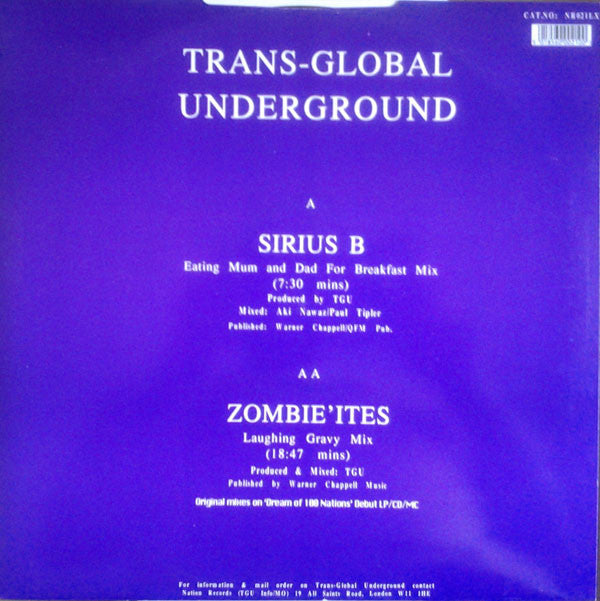 CAT.NO: NR021LX
TRANS-GLOBAL
UNDERGROUND
A
SIRIUS B
Eating Mum and Dad For Breakfast Mix
(7:30 mins)
Produced by TGU
Mixed: Aki Nawaz/Paul Tipler
Published: Warner Chappell/QFM Pub.
AA
ZOMBIE'ITES
Laughing Gravy Mix
(18:47 mins)
Produced & Mixed: TGU
Published by Warner Chappell Music
Original mixes on 'Dream of 100 Nations' Debut LP/CD/MC
For information & mail order on Trans-Global Underground contact
Nation Records (TGU Info/MO) 19 All Saints Road, London W11 1HE